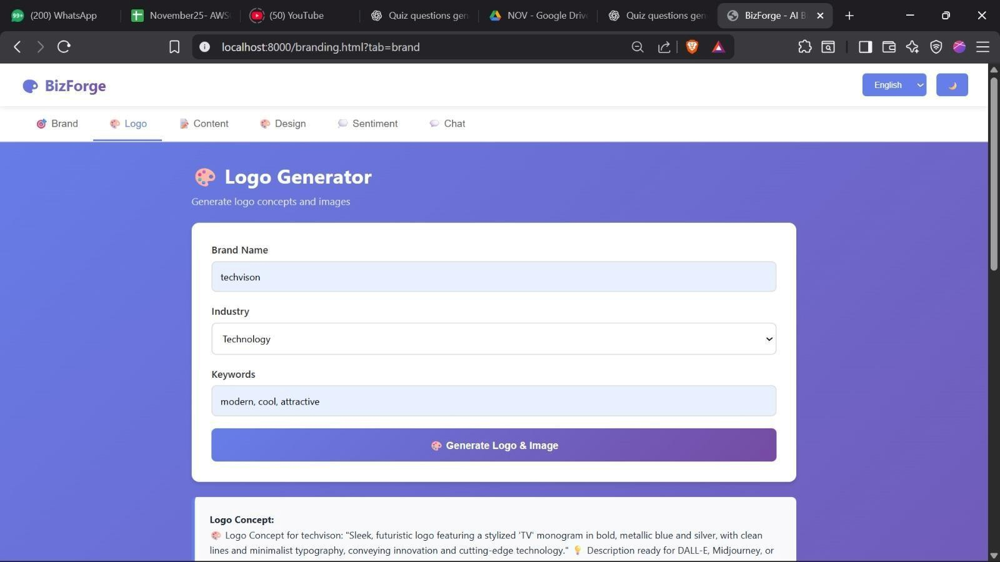 (200) WhatsApp
November25- AWS
(50) YouTube
Quiz questions gen
NOV - Google Drive
Quiz questions gen
BizForge - AI B
localhost:8000/branding.html?tab=brand
BizForge
English
Brand
Logo
Content
Design
Sentiment
Chat
Logo Generator
Generate logo concepts and images
Brand Name
techvison
Industry
Technology
Keywords
modern, cool, attractive
Generate Logo & Image
Logo Concept:
Logo Concept for techvison: "Sleek, futuristic logo featuring a stylized 'TV' monogram in bold, metallic blue and silver, with clean
lines and minimalist typography, conveying innovation and cutting-edge technology." 💡 Description ready for DALL-E, Midjourney, or